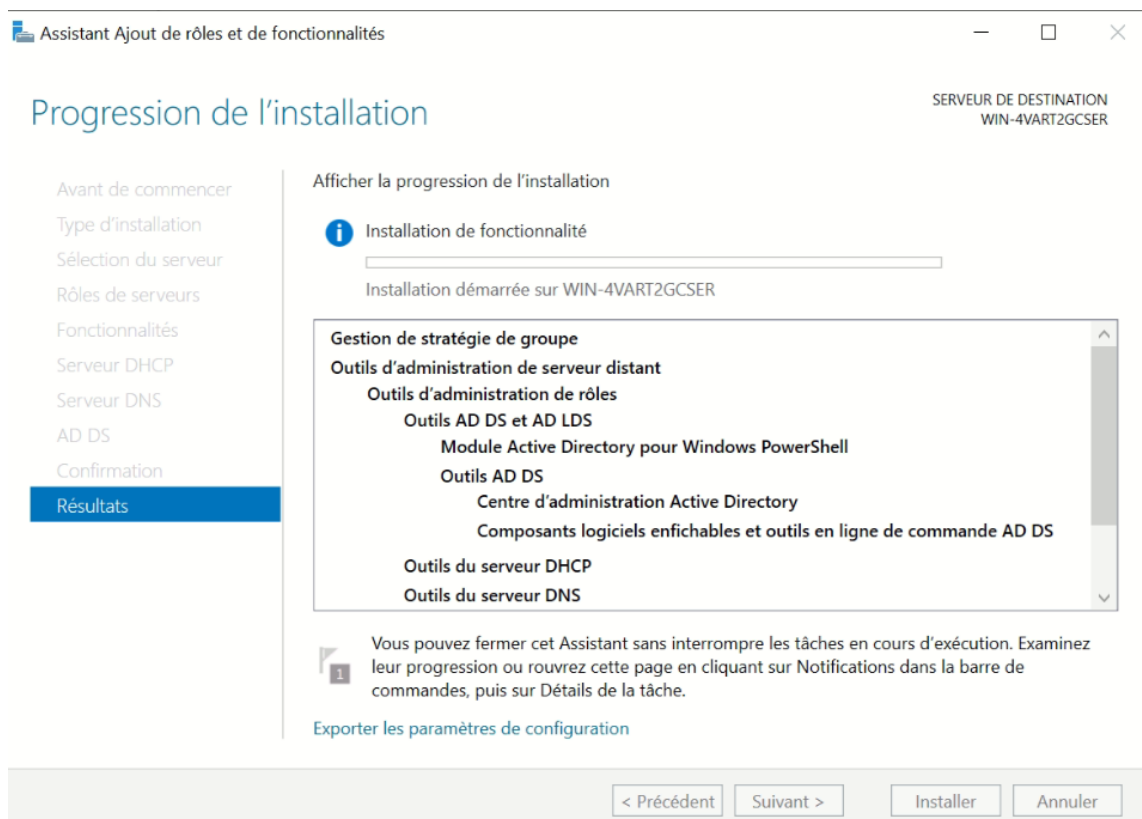 Assistant Ajout de rôles et de fonctionnalités
Progression de l'installation
SERVEUR DE DESTINATION
WIN-4VART2GCSER
Avant de commencer
Type d'installation
Sélection du serveur
Rôles de serveurs
Fonctionnalités
Serveur DHCP
Serveur DNS
AD DS
Confirmation
Résultats
Afficher la progression de l'installation
i
Installation de fonctionnalité
Installation démarrée sur WIN-4VART2GCSER
Gestion de stratégie de groupe
Outils d'administration de serveur distant
Outils d'administration de rôles
Outils AD DS et AD LDS
Module Active Directory pour Windows PowerShell
Outils AD DS
Centre d'administration Active Directory
Composants logiciels enfichables et outils en ligne de commande AD DS
Outils du serveur DHCP
Outils du serveur DNS
1
Vous pouvez fermer cet Assistant sans interrompre les tâches en cours d'exécution. Examinez
leur progression ou rouvrez cette page en cliquant sur Notifications dans la barre de
commandes, puis sur Détails de la tâche.
Exporter les paramètres de configuration
< Précédent
Suivant >
Installer
Annuler